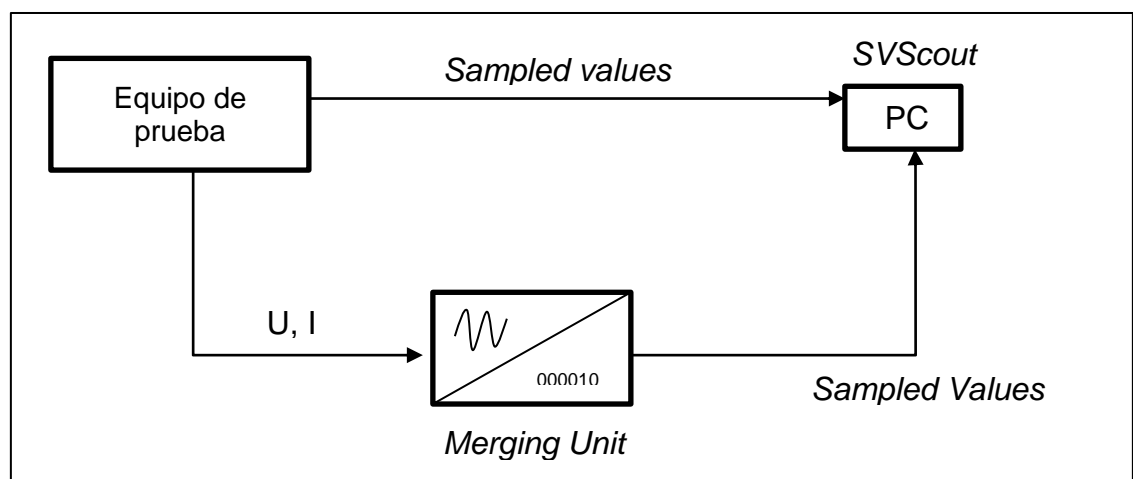 SVScout
Sampled values
Equipo de
prueba
PC
U, I
000010
Sampled Values
Merging Unit